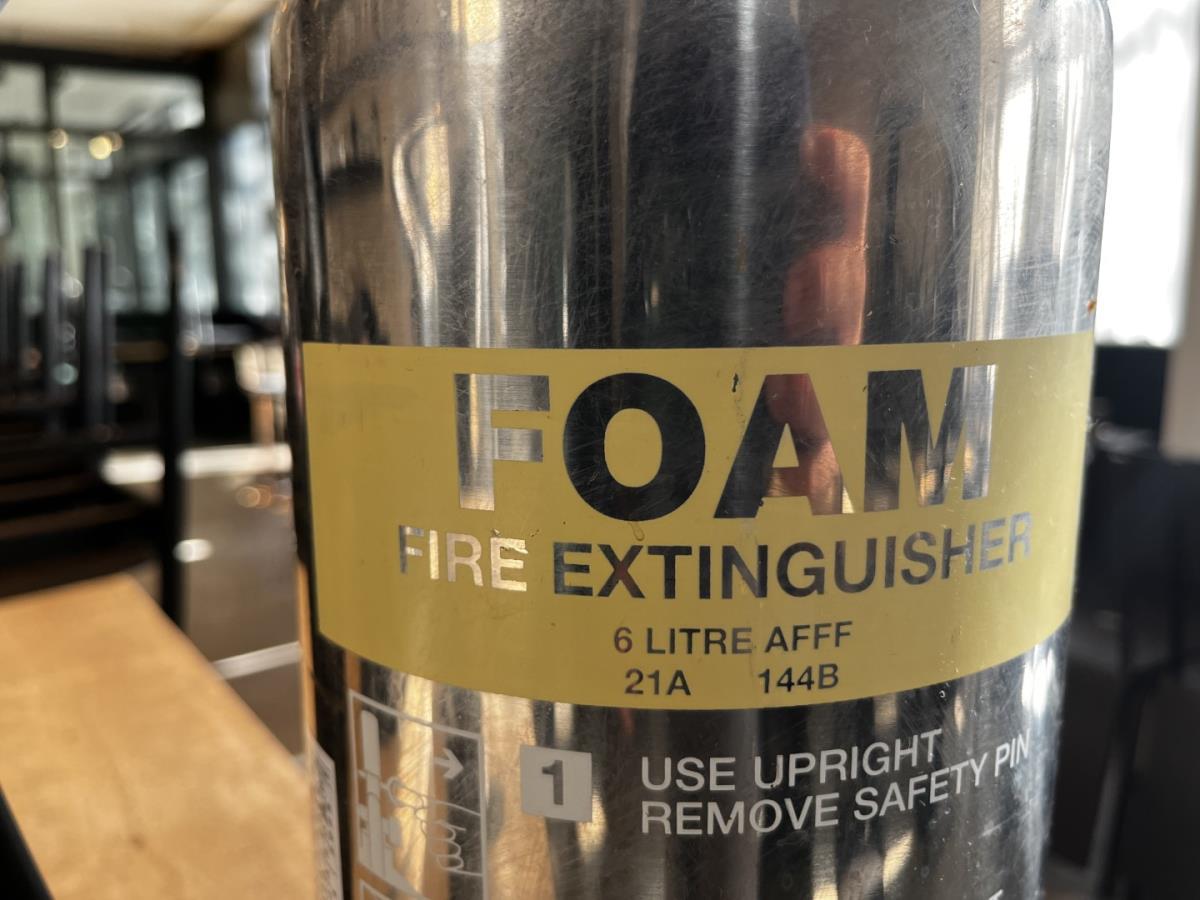 FOAM
FIRE EXTINGUISHER
6 LITRE AFFF
21A 144B
1
USE UPRIGHT
REMOVE SAFETY PIN